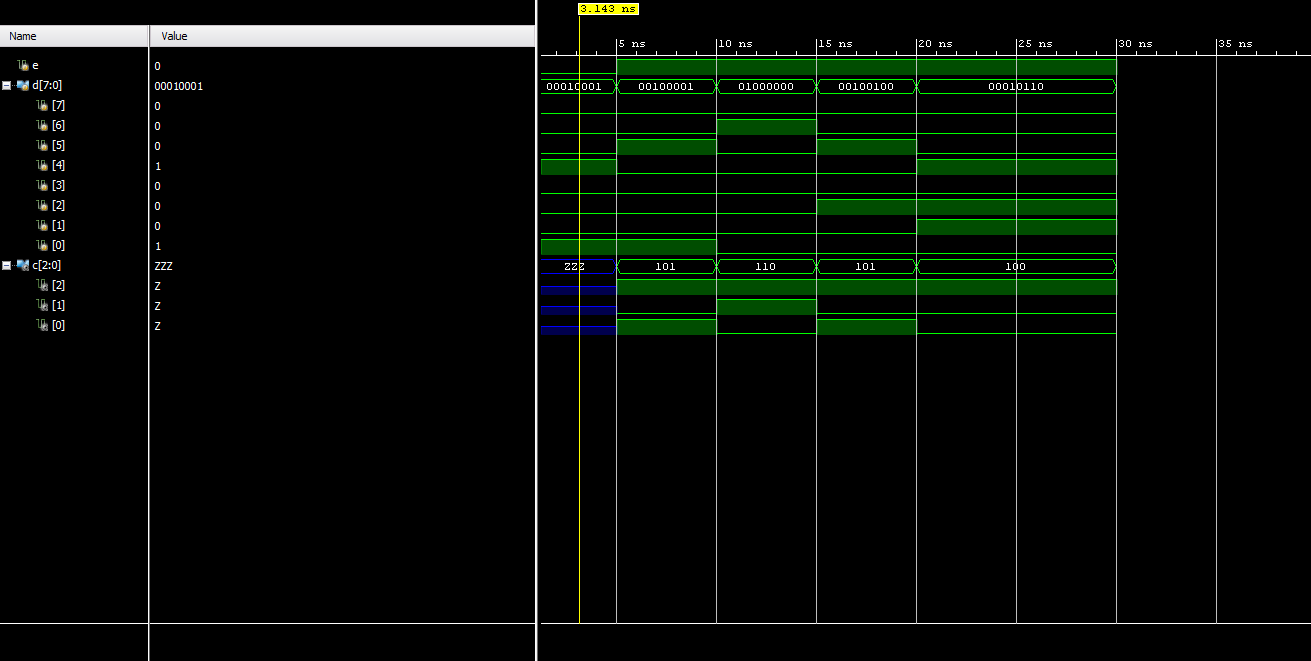 3.143 ns
Name Value
5 ns 10 ns 15 ns 20 ns 25 ns 30 ns 35 ns
e 0
d[7:0] 00010001 00010001 00100001 01000000 00100100 00010110
[7] 0
[6] 0
[5] 0
[4] 1
[3] 0
[2] 0
[1] 0
[0] 1
c[2:0] ZZZ ZZZ 101 110 101 100
[2] Z
[1] Z
[0] Z